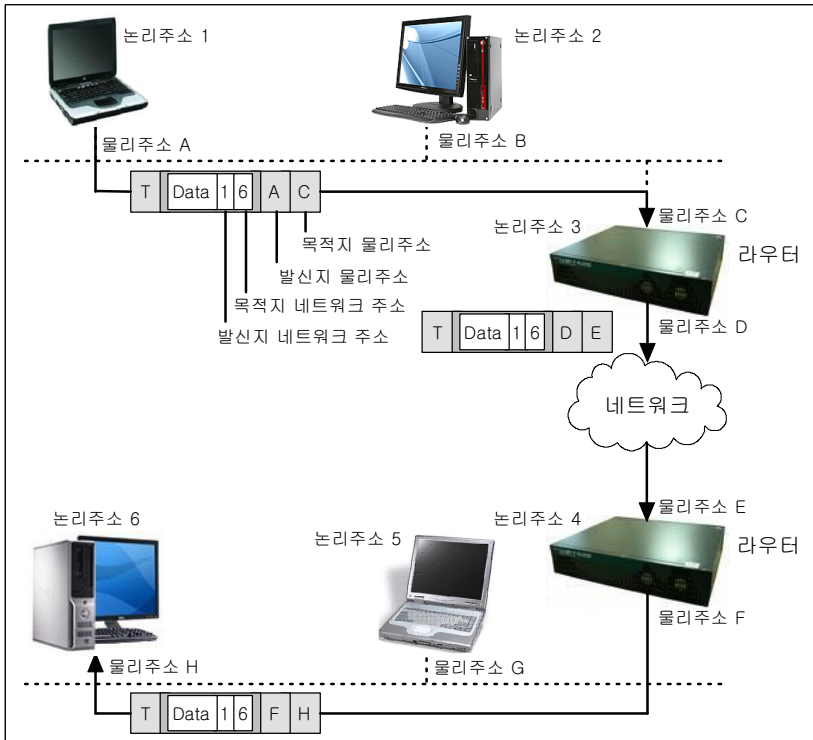 논리주소 1
논리주소 2
물리주소 A
물리주소 B
T Data 1 6 A C
물리주소 C
논리주소 3
라우터
목적지 물리주소
발신지 물리주소
목적지 네트워크 주소
발신지 네트워크 주소
T Data 1 6 D E
물리주소 D
네트워크
물리주소 E
논리주소 6
논리주소 5
논리주소 4
라우터
물리주소 F
물리주소 H
물리주소 G
T Data 1 6 F H